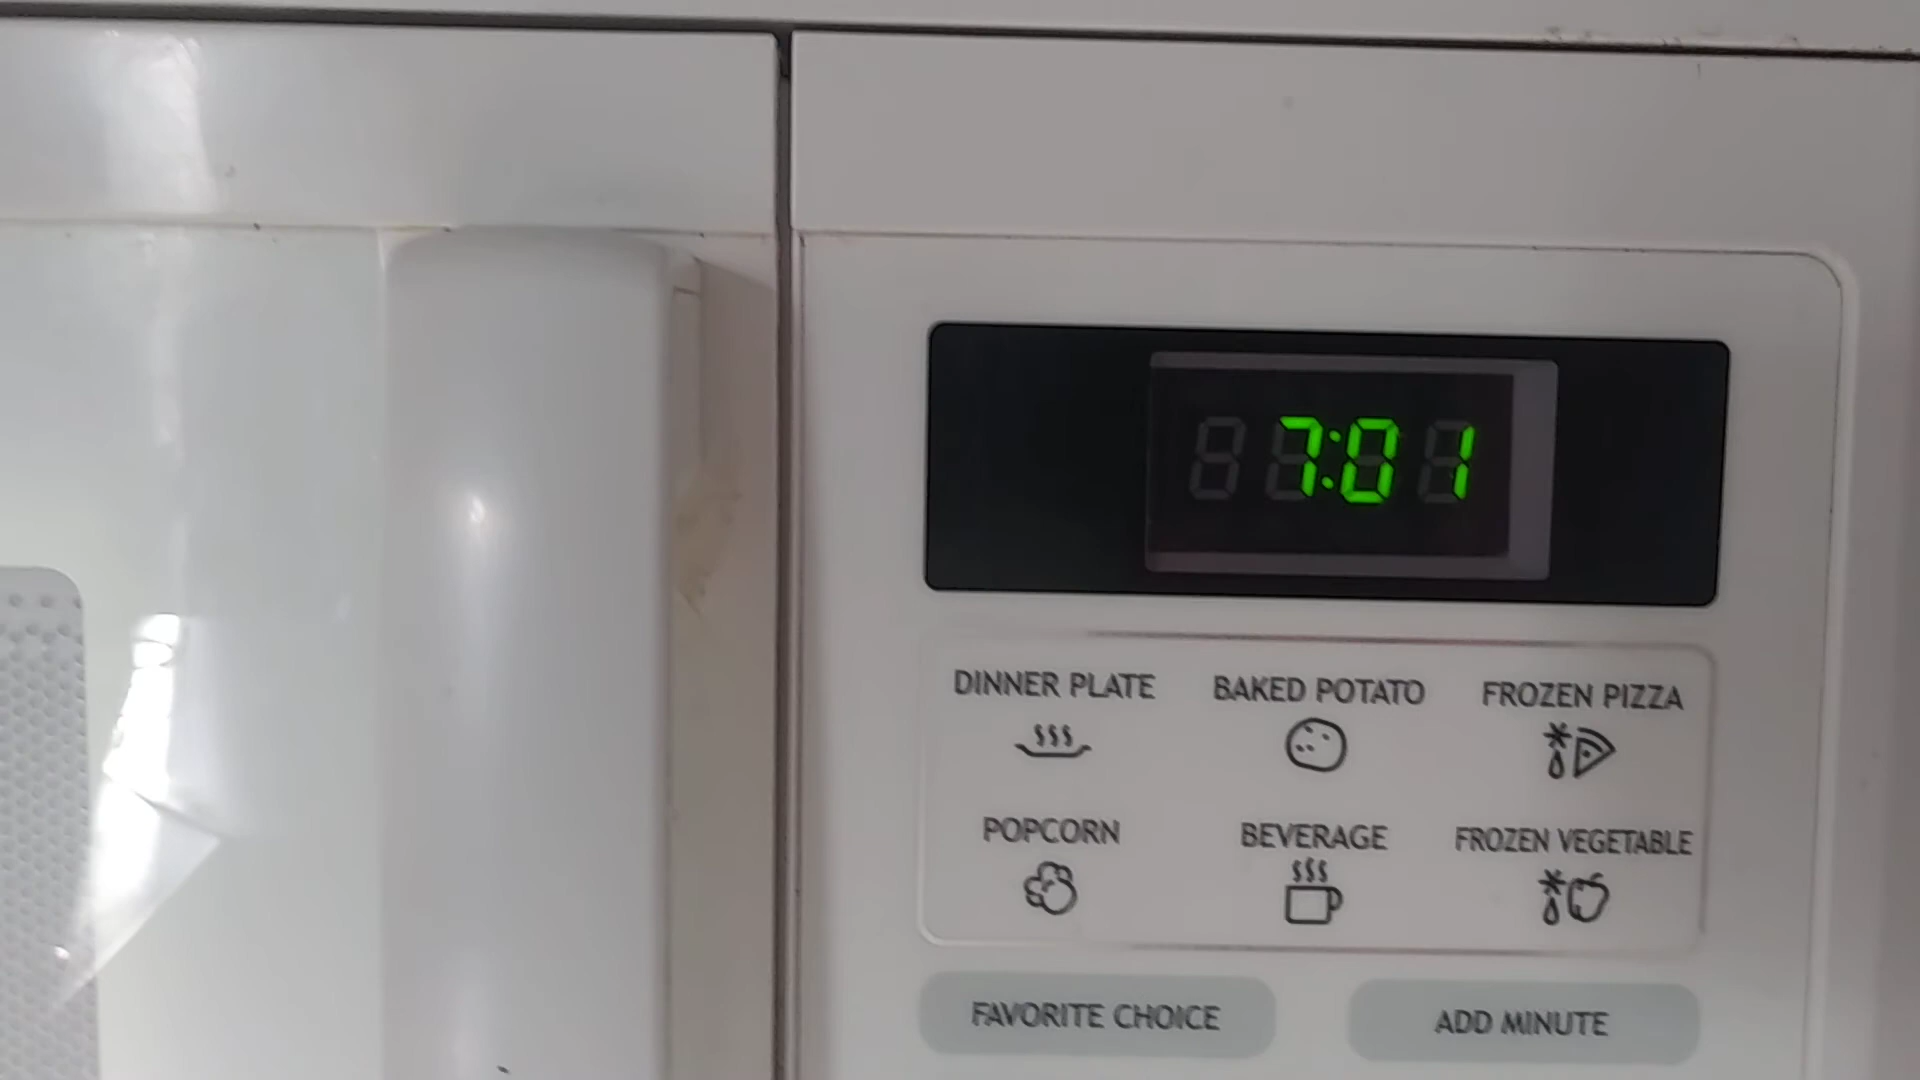 7:01
DINNER PLATE BAKED POTATO FROZEN PIZZA
POPCORN BEVERAGE FROZEN VEGETABLE
FAVORITE CHOICE ADD MINUTE